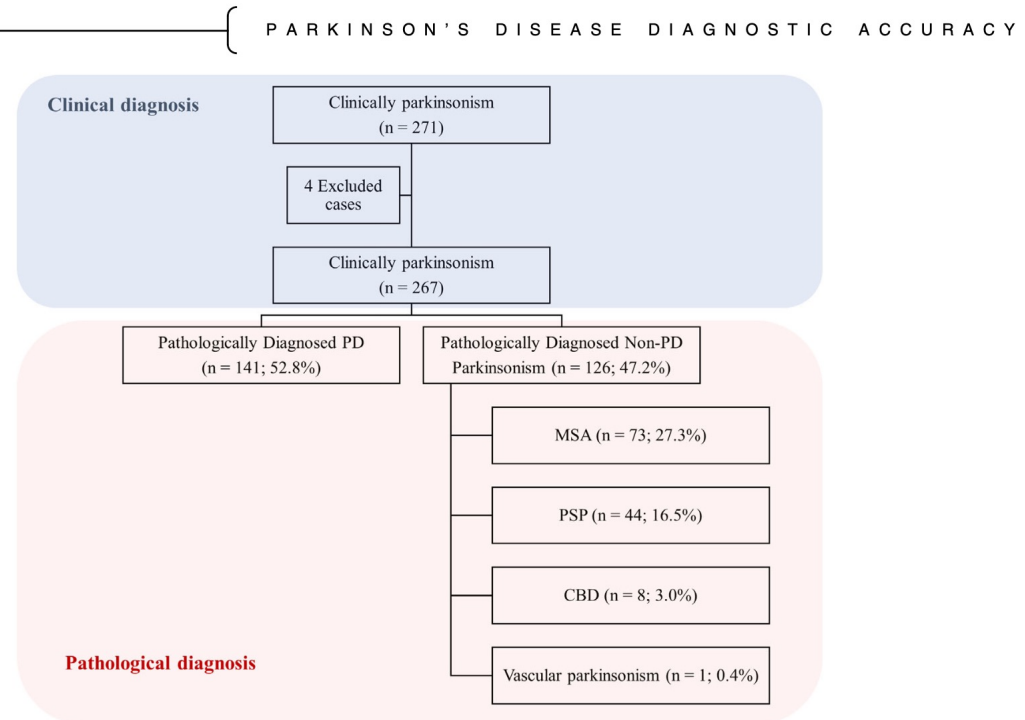 PARKINSON'S DISEASE DIAGNOSTIC ACCURACY
Clinical diagnosis
Clinically parkinsonism
(n = 271)
4 Excluded
cases
Clinically parkinsonism
(n = 267)
Pathologically Diagnosed PD
(n = 141; 52.8%)
Pathologically Diagnosed Non-PD
Parkinsonism (n = 126; 47.2%)
MSA (n = 73; 27.3%)
PSP (n = 44; 16.5%)
CBD (n = 8; 3.0%)
Vascular parkinsonism (n = 1; 0.4%)
Pathological diagnosis